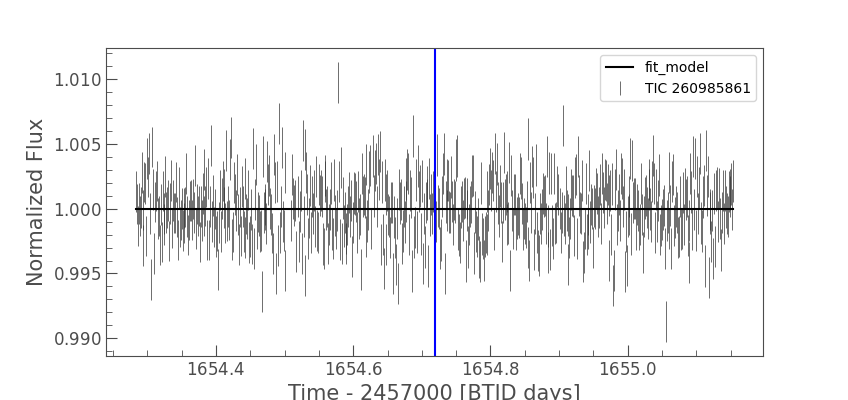 fit_model
TIC 260985861
1.010
1.005
1.000
0.995
0.990
Normalized Flux
1654.4 1654.6 1654.8 1655.0
Time - 2457000 [BTJD days]